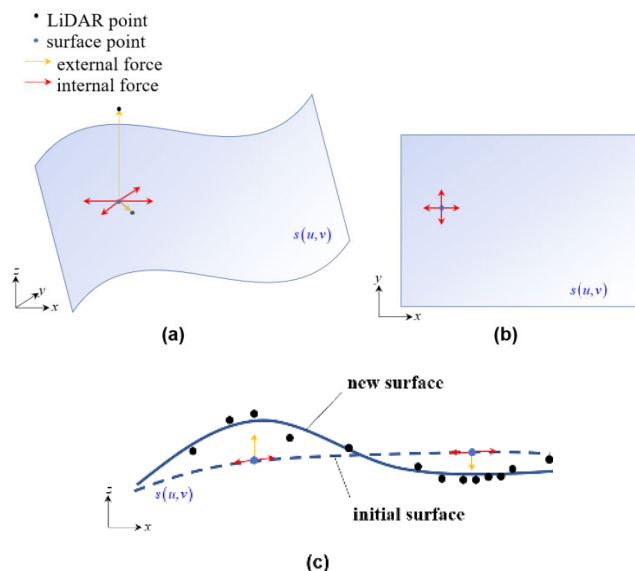 LiDAR point
surface point
external force
internal force
s(u,v)
z
y
x
(a)
y
s(u,v)
x
(b)
new surface
s(u,v)
initial surface
z
x
(c)